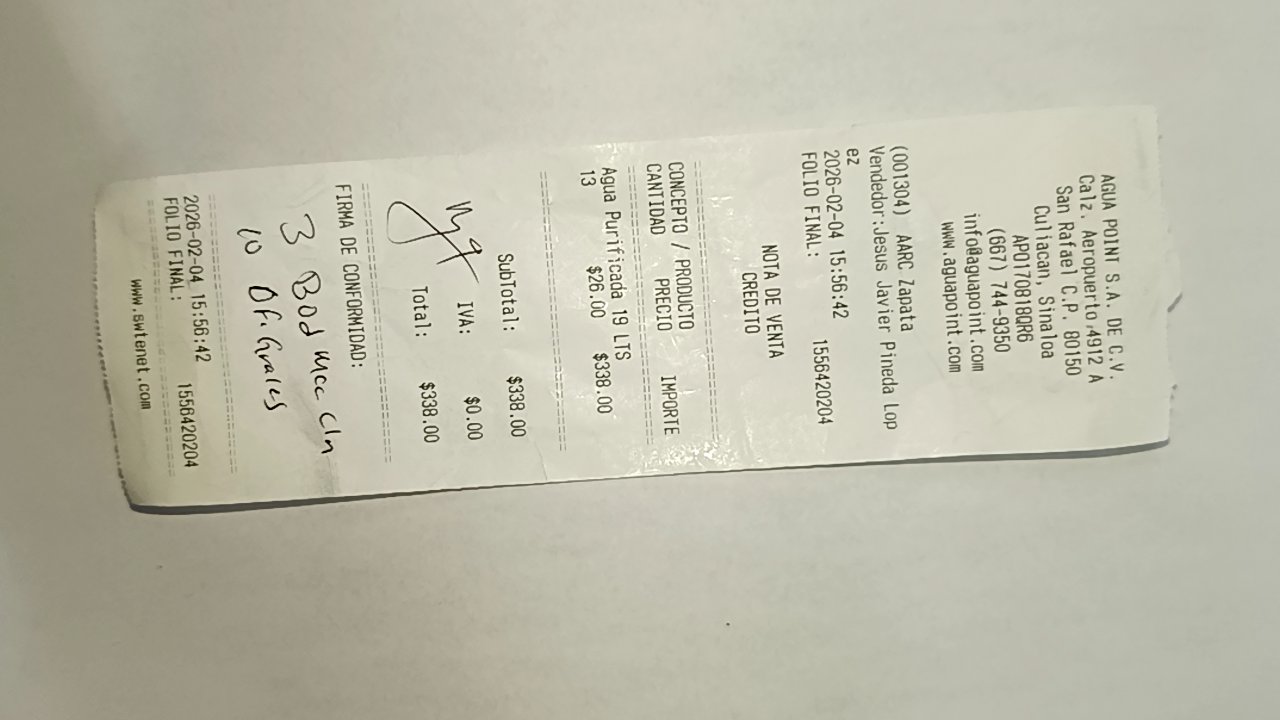 AGUA POINT S.A. DE C.V.
Calz. Aeropuerto 4912 A
San Rafael C.P. 80150
Culiacan, Sinaloa
APO170818QR6
(667) 744-9350
info@aguapoint.com
www.aguapoint.com
(001304) AARC Zapata
Vendedor:Jesus Javier Pineda Lop
ez
2026-02-04 15:56:42
FOLIO FINAL: 1556420204
NOTA DE VENTA
CREDITO
CONCEPTO / PRODUCTO
CANTIDAD PRECIO IMPORTE
Agua Purificada 19 LTS
13 $26.00 $338.00
SubTotal: $338.00
IVA: $0.00
Total: $338.00
FIRMA DE CONFORMIDAD:
3 Bod Mcc Cln
10 Of. Grales
2026-02-04 15:56:42
FOLIO FINAL: 1556420204
www.swtenet.com